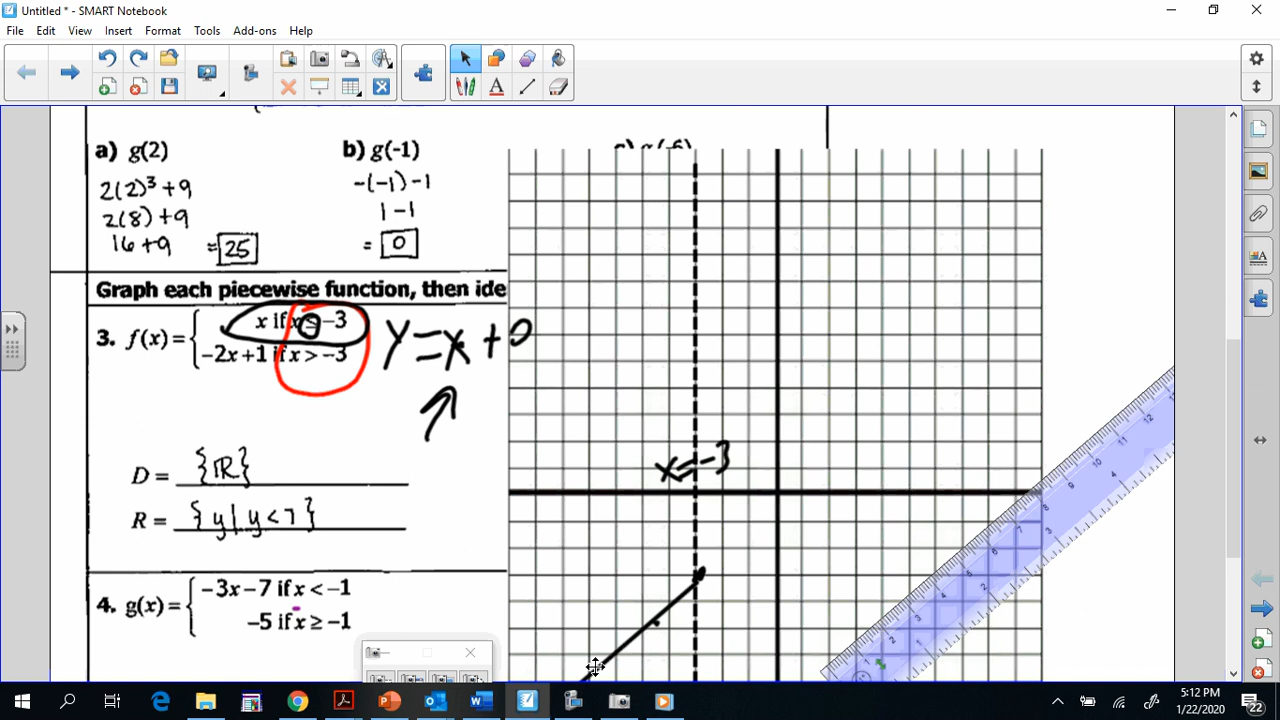 Untitled * - SMART Notebook
File Edit View Insert Format Tools Add-ons Help
a) g(2)
2(2)³ + 9
2(8) + 9
16 + 9 = 25
b) g(-1)
-(-1) - 1
1 - 1
= 0
Graph each piecewise function, then ide
3. f(x) = { x if x ≤ -3
-2x + 1 if x > -3
y = x + 0
D = {ℝ}
R = {y | y < 7}
x = -3
4. g(x) = { -3x - 7 if x < -1
-5 if x ≥ -1
5:12 PM
1/22/2020
22